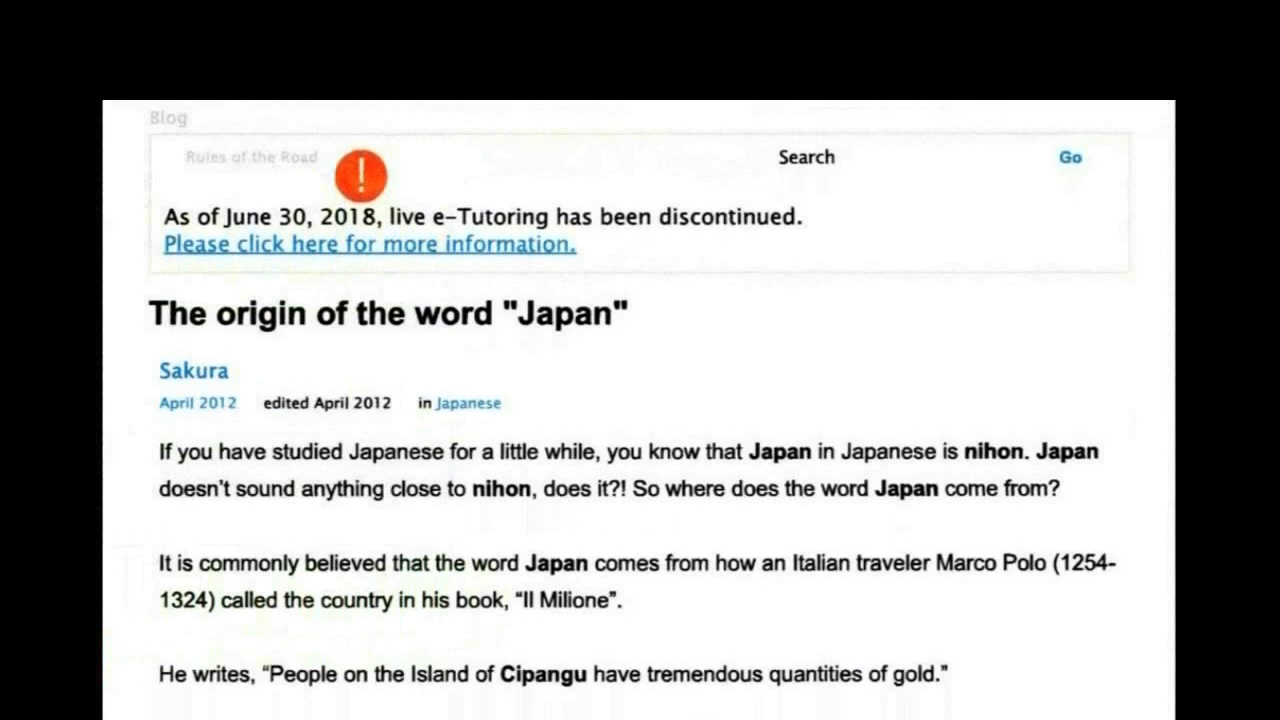 Blog
Rules of the Road ! Search Go
As of June 30, 2018, live e-Tutoring has been discontinued.
Please click here for more information.
The origin of the word "Japan"
Sakura
April 2012 edited April 2012 in Japanese
If you have studied Japanese for a little while, you know that Japan in Japanese is nihon. Japan
doesn't sound anything close to nihon, does it?! So where does the word Japan come from?
It is commonly believed that the word Japan comes from how an Italian traveler Marco Polo (1254-
1324) called the country in his book, “Il Milione”.
He writes, “People on the Island of Cipangu have tremendous quantities of gold.”